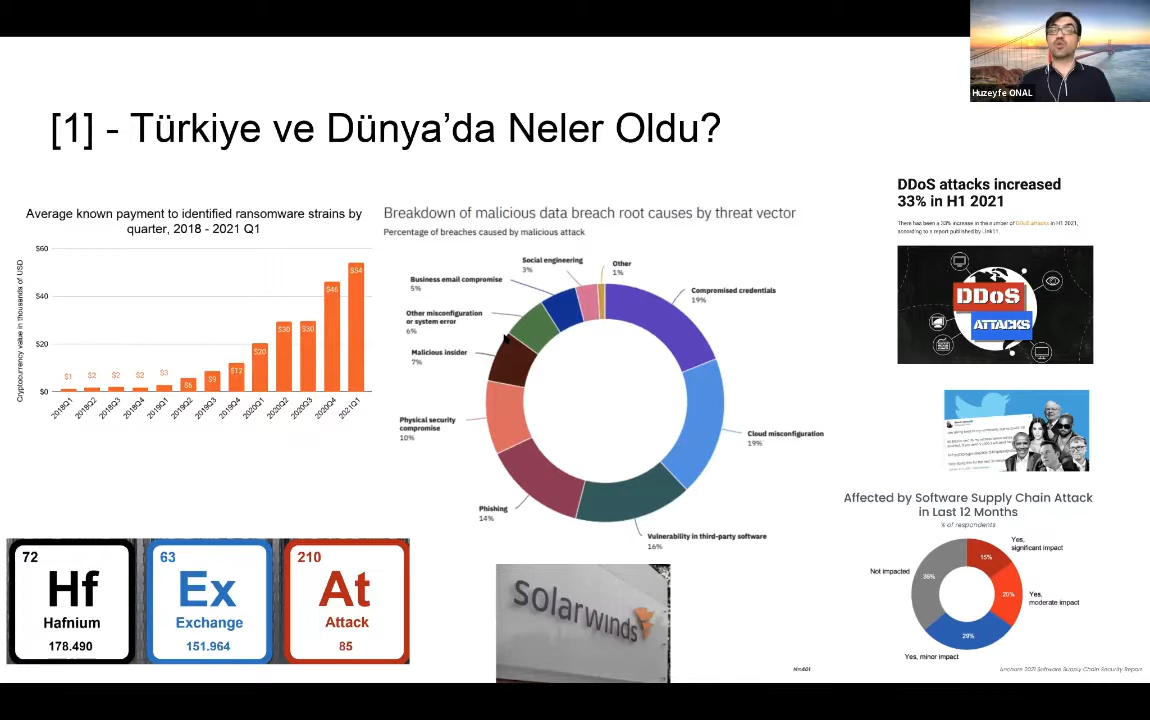 Huzeyfe ONAL
[1] - Türkiye ve Dünya’da Neler Oldu?
Average known payment to identified ransomware strains by
quarter, 2018 - 2021 Q1
Cryptocurrency value in thousands of USD
$60
$40
$20
$0
$1
$2
$2
$2
$3
$6
$9
$12
$20
$30
$30
$46
$54
2018Q1
2018Q2
2018Q3
2018Q4
2019Q1
2019Q2
2019Q3
2019Q4
2020Q1
2020Q2
2020Q3
2020Q4
2021Q1
Breakdown of malicious data breach root causes by threat vector
Percentage of breaches caused by malicious attack
Social engineering
3%
Other
1%
Business email compromise
5%
Compromised credentials
19%
Other misconfiguration
or system error
6%
Malicious insider
7%
Physical security
compromise
10%
Cloud misconfiguration
19%
Phishing
14%
Vulnerability in third-party software
16%
DDoS attacks increased
33% in H1 2021
There has been a 33% increase in the number of DDoS attacks in H1 2021,
according to a report published by Link11.
DDoS
ATTACKS
Affected by Software Supply Chain Attack
in Last 12 Months
% of respondents
Yes,
significant impact
15%
Not impacted
36%
20%
Yes,
moderate impact
29%
Yes, minor impact
N=401
Anchore 2021 Software Supply Chain Security Report
72
Hf
Hafnium
178.490
63
Ex
Exchange
151.964
210
At
Attack
85
solarwinds